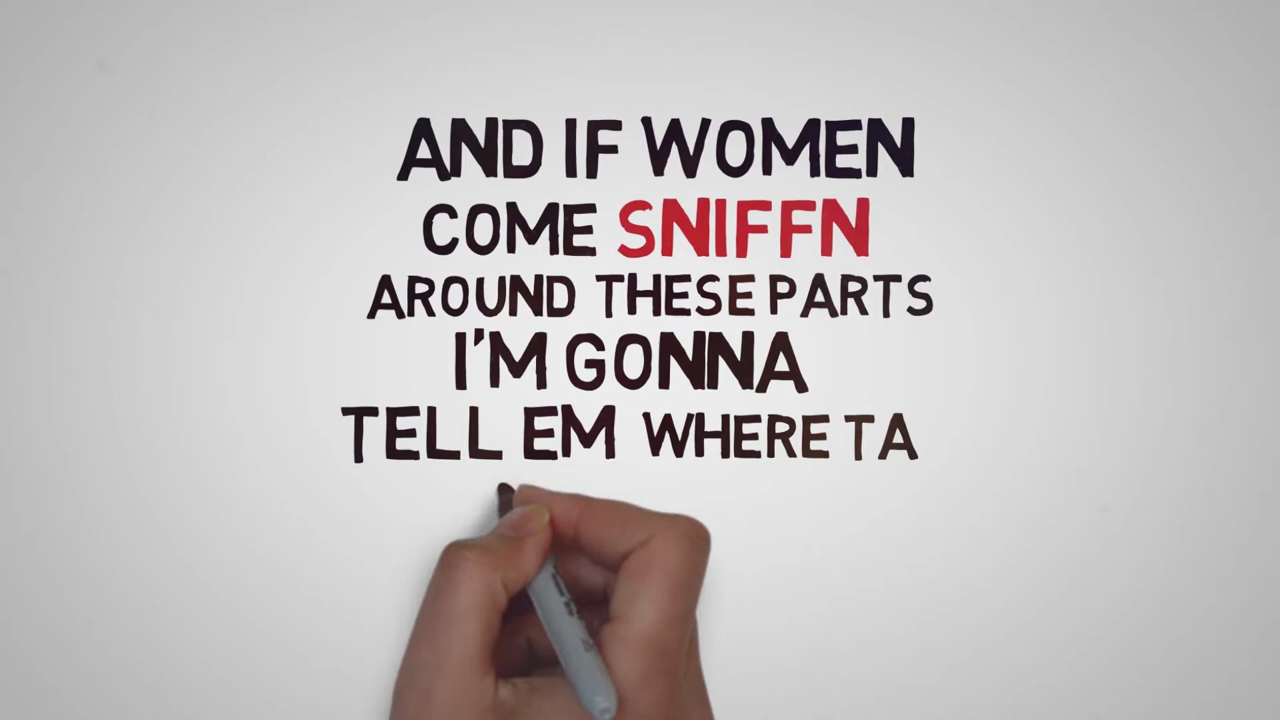 AND IF WOMEN
COME SNIFFN
AROUND THESE PARTS
I'M GONNA
TELL EM WHERE TA